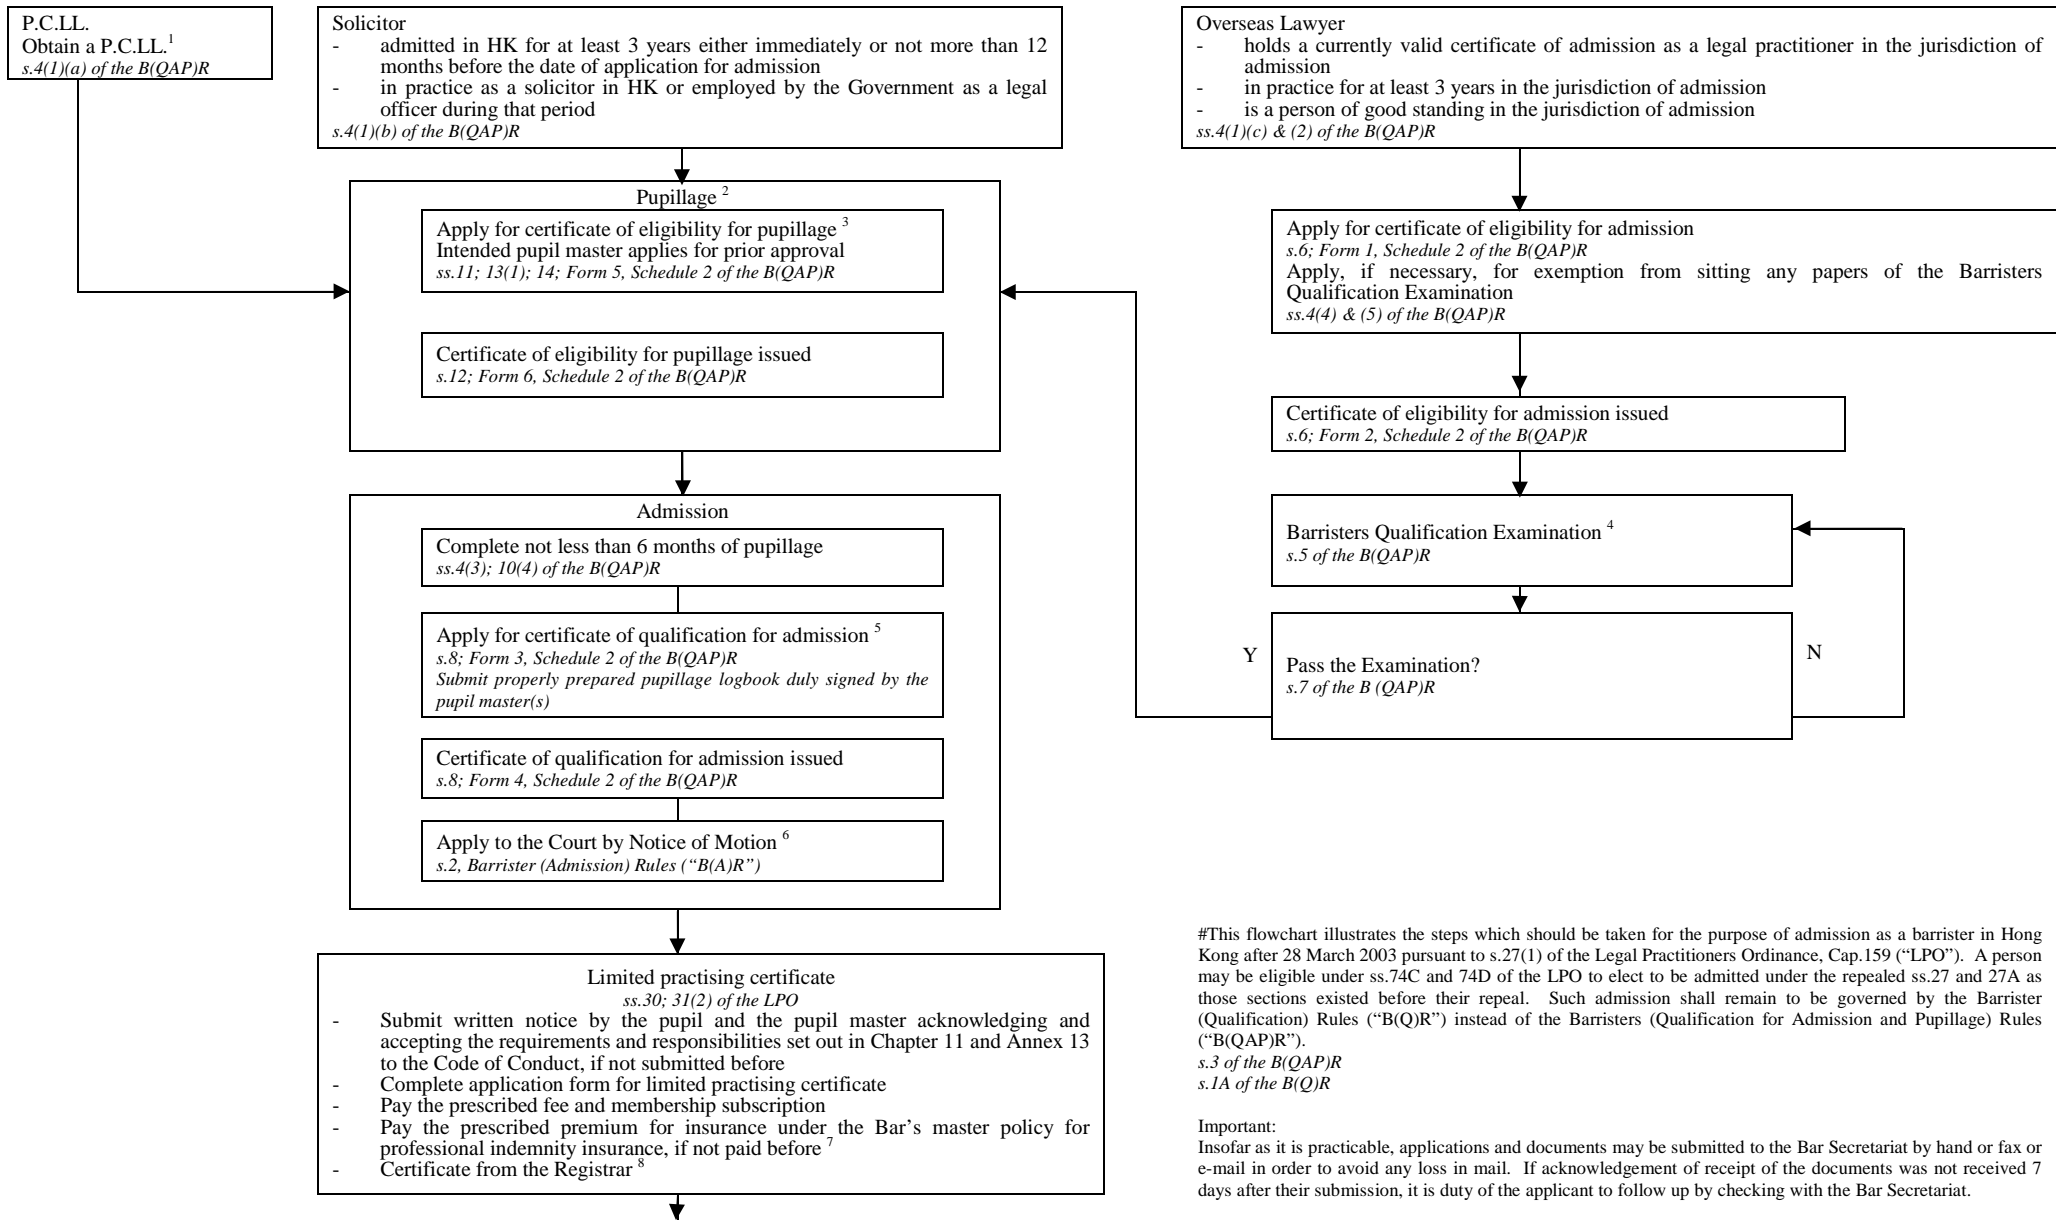 P.C.LL.
Obtain a P.C.LL.1
s.4(1)(a) of the B(QAP)R
Solicitor
- admitted in HK for at least 3 years either immediately or not more than 12
months before the date of application for admission
- in practice as a solicitor in HK or employed by the Government as a legal
officer during that period
s.4(1)(b) of the B(QAP)R
Overseas Lawyer
- holds a currently valid certificate of admission as a legal practitioner in the jurisdiction of
admission
- in practice for at least 3 years in the jurisdiction of admission
- is a person of good standing in the jurisdiction of admission
ss.4(1)(c) & (2) of the B(QAP)R
Pupillage 2
Apply for certificate of eligibility for pupillage 3
Intended pupil master applies for prior approval
ss.11; 13(1); 14; Form 5, Schedule 2 of the B(QAP)R
Certificate of eligibility for pupillage issued
s.12; Form 6, Schedule 2 of the B(QAP)R
Apply for certificate of eligibility for admission
s.6; Form 1, Schedule 2 of the B(QAP)R
Apply, if necessary, for exemption from sitting any papers of the Barristers
Qualification Examination
ss.4(4) & (5) of the B(QAP)R
Certificate of eligibility for admission issued
s.6; Form 2, Schedule 2 of the B(QAP)R
Barristers Qualification Examination 4
s.5 of the B(QAP)R
Y
Pass the Examination?
s.7 of the B (QAP)R
N
Admission
Complete not less than 6 months of pupillage
ss.4(3); 10(4) of the B(QAP)R
Apply for certificate of qualification for admission 5
s.8; Form 3, Schedule 2 of the B(QAP)R
Submit properly prepared pupillage logbook duly signed by the
pupil master(s)
Certificate of qualification for admission issued
s.8; Form 4, Schedule 2 of the B(QAP)R
Apply to the Court by Notice of Motion 6
s.2, Barrister (Admission) Rules (“B(A)R”)
Limited practising certificate
ss.30; 31(2) of the LPO
- Submit written notice by the pupil and the pupil master acknowledging and
accepting the requirements and responsibilities set out in Chapter 11 and Annex 13
to the Code of Conduct, if not submitted before
- Complete application form for limited practising certificate
- Pay the prescribed fee and membership subscription
- Pay the prescribed premium for insurance under the Bar’s master policy for
professional indemnity insurance, if not paid before 7
- Certificate from the Registrar 8
#This flowchart illustrates the steps which should be taken for the purpose of admission as a barrister in Hong
Kong after 28 March 2003 pursuant to s.27(1) of the Legal Practitioners Ordinance, Cap.159 (“LPO”). A person
may be eligible under ss.74C and 74D of the LPO to elect to be admitted under the repealed ss.27 and 27A as
those sections existed before their repeal. Such admission shall remain to be governed by the Barrister
(Qualification) Rules (“B(Q)R”) instead of the Barristers (Qualification for Admission and Pupillage) Rules
(“B(QAP)R”).
s.3 of the B(QAP)R
s.1A of the B(Q)R
Important:
Insofar as it is practicable, applications and documents may be submitted to the Bar Secretariat by hand or fax or
e-mail in order to avoid any loss in mail. If acknowledgement of receipt of the documents was not received 7
days after their submission, it is duty of the applicant to follow up by checking with the Bar Secretariat.